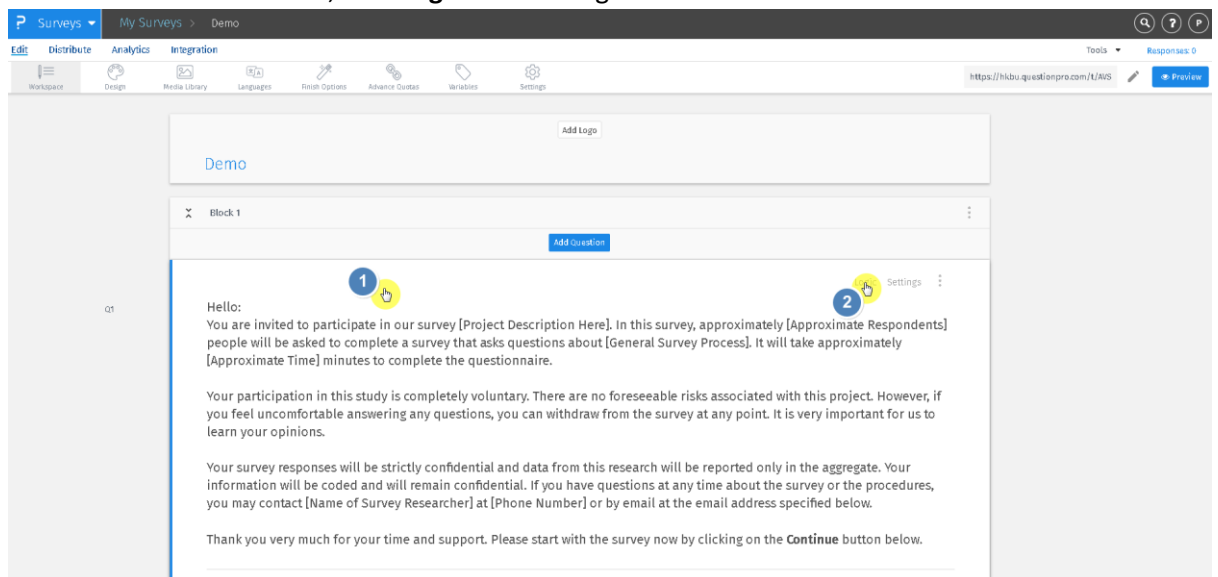 Surveys My Surveys > Demo
Edit Distribute Analytics Integration Tools Responses: 0
Workspace Design Media Library Languages Finish Options Advance Quotas Variables Settings https://hkbu.questionpro.com/t/AVS Preview
Add Logo
Demo
Block 1
Add Question
1
Settings
2
Q1
Hello:
You are invited to participate in our survey [Project Description Here]. In this survey, approximately [Approximate Respondents]
people will be asked to complete a survey that asks questions about [General Survey Process]. It will take approximately
[Approximate Time] minutes to complete the questionnaire.
Your participation in this study is completely voluntary. There are no foreseeable risks associated with this project. However, if
you feel uncomfortable answering any questions, you can withdraw from the survey at any point. It is very important for us to
learn your opinions.
Your survey responses will be strictly confidential and data from this research will be reported only in the aggregate. Your
information will be coded and will remain confidential. If you have questions at any time about the survey or the procedures,
you may contact [Name of Survey Researcher] at [Phone Number] or by email at the email address specified below.
Thank you very much for your time and support. Please start with the survey now by clicking on the Continue button below.